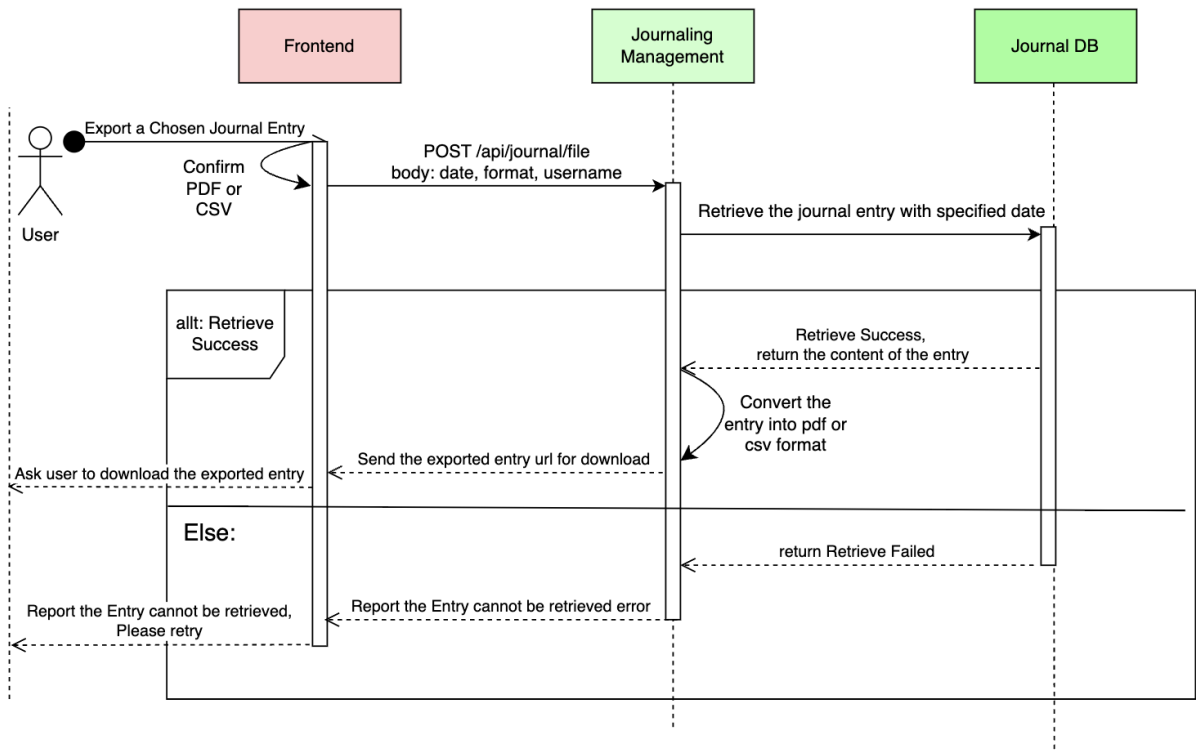 Frontend
Journaling
Management
Journal DB
Export a Chosen Journal Entry
Confirm
PDF or
CSV
POST /api/journal/file
body: date, format, username
User
Retrieve the journal entry with specified date
allt: Retrieve
Success
Retrieve Success,
return the content of the entry
Convert the
entry into pdf or
csv format
Send the exported entry url for download
Ask user to download the exported entry
Else:
return Retrieve Failed
Report the Entry cannot be retrieved error
Report the Entry cannot be retrieved,
Please retry